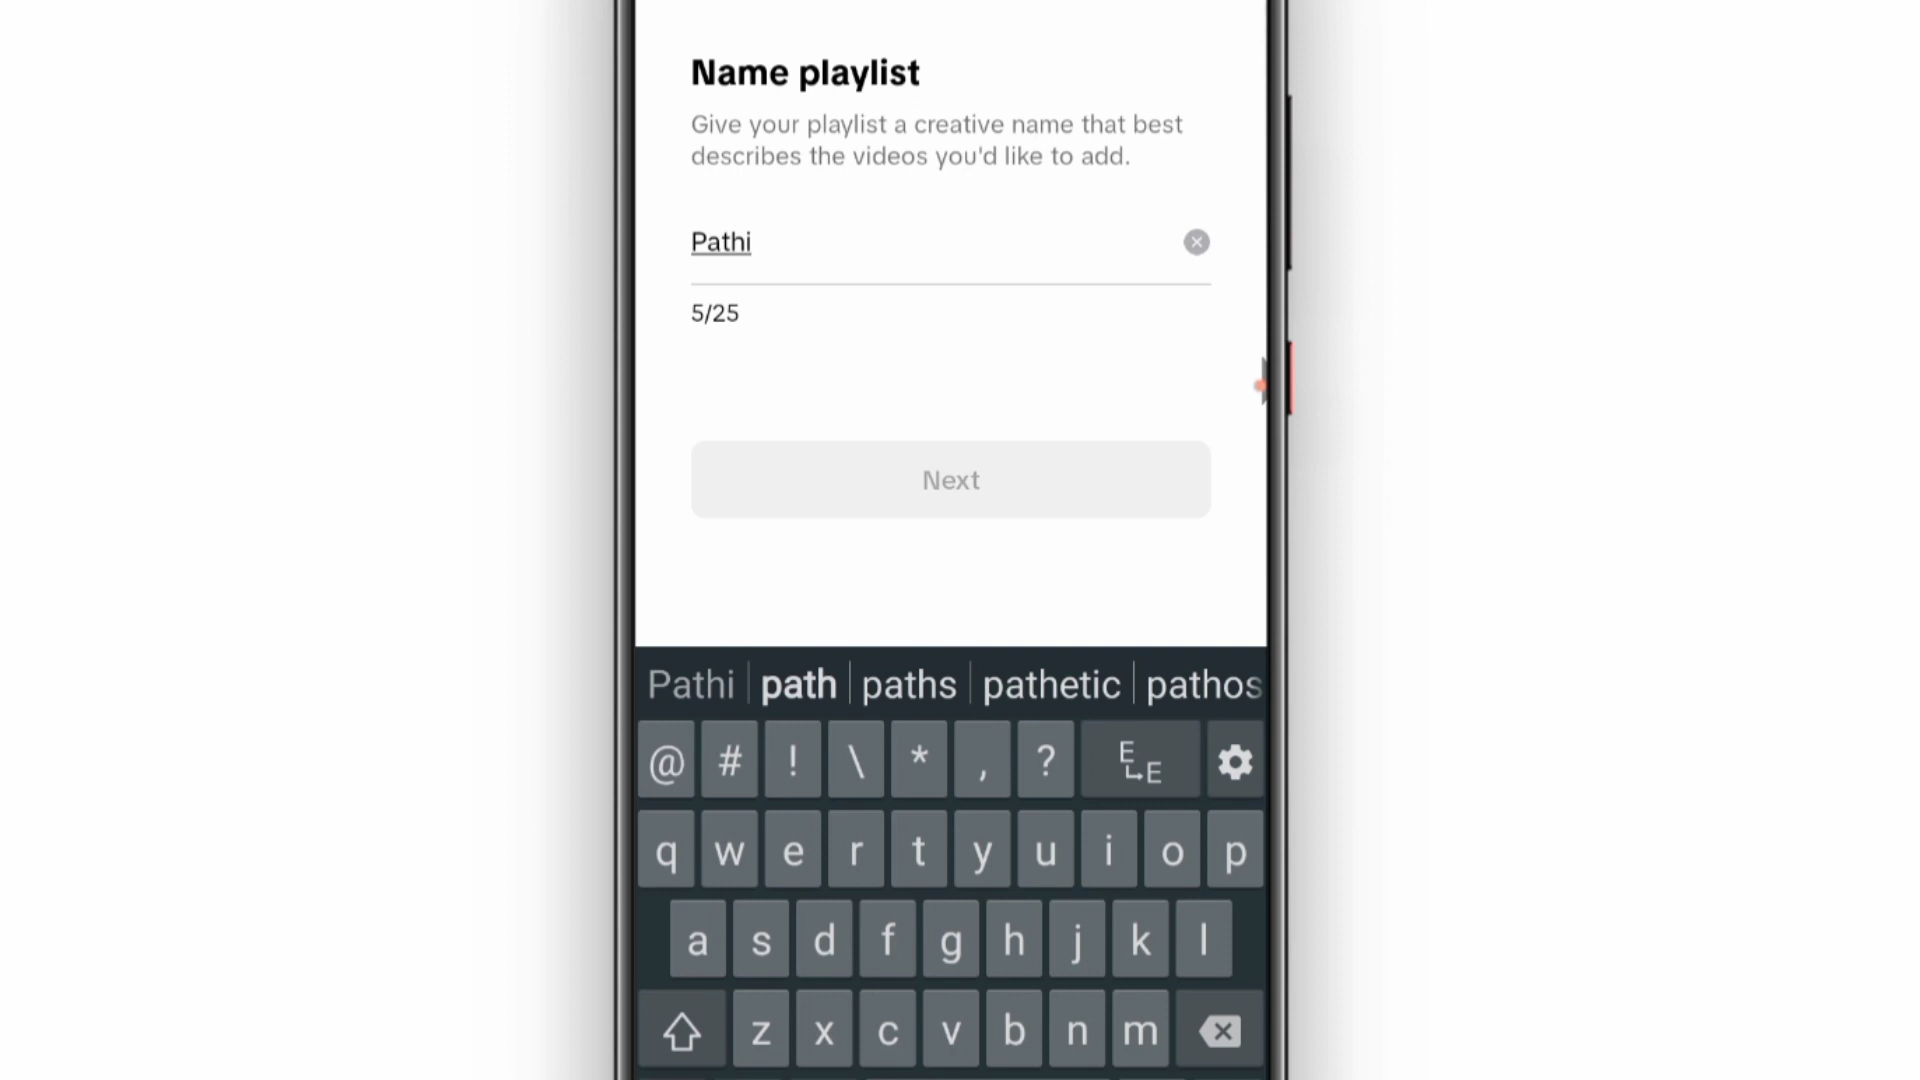 Name playlist
Give your playlist a creative name that best
describes the videos you'd like to add.
Pathi
5/25
Next
Pathi path paths pathetic pathos
@ # ! \ * , ? E E
q w e r t y u i o p
a s d f g h j k l
z x c v b n m